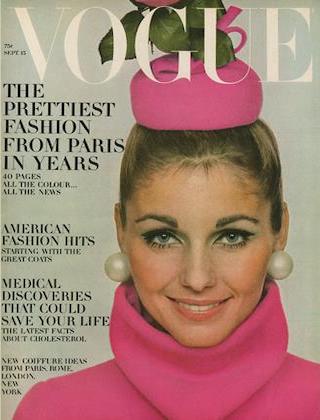 VOGUE
75¢
SEPT 15
THE
PRETTIEST
FASHION
FROM PARIS
IN YEARS
40 PAGES
ALL THE COLOUR...
ALL THE NEWS
AMERICAN
FASHION HITS
STARTING WITH THE
GREAT COATS
MEDICAL
DISCOVERIES
THAT COULD
SAVE YOUR LIFE
THE LATEST FACTS
ABOUT CHOLESTEROL
NEW COIFFURE IDEAS
FROM PARIS, ROME,
LONDON,
NEW
YORK